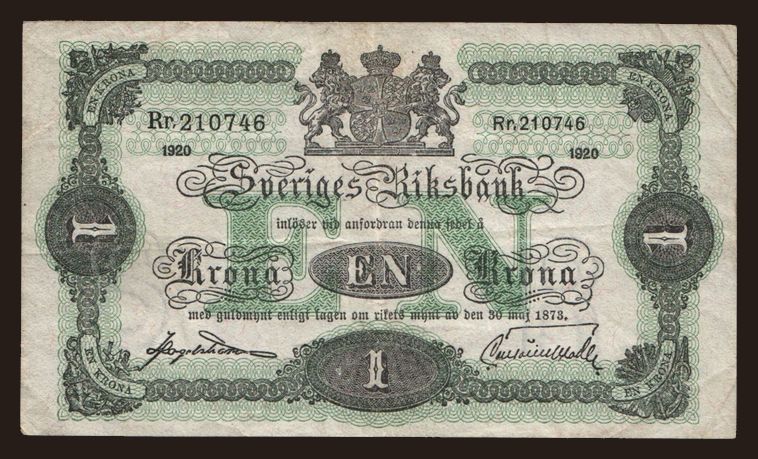 EN KRONA EN KRONA
Rr. 210746 Rr. 210746
1920 1920
Sveriges Riksbank
inlöser vid anfordran denna sedel å
1 EN 1
Krona EN Krona
med guldmynt enligt lagen om rikets mynt av den 30 maj 1873.
1
EN KRONA EN KRONA